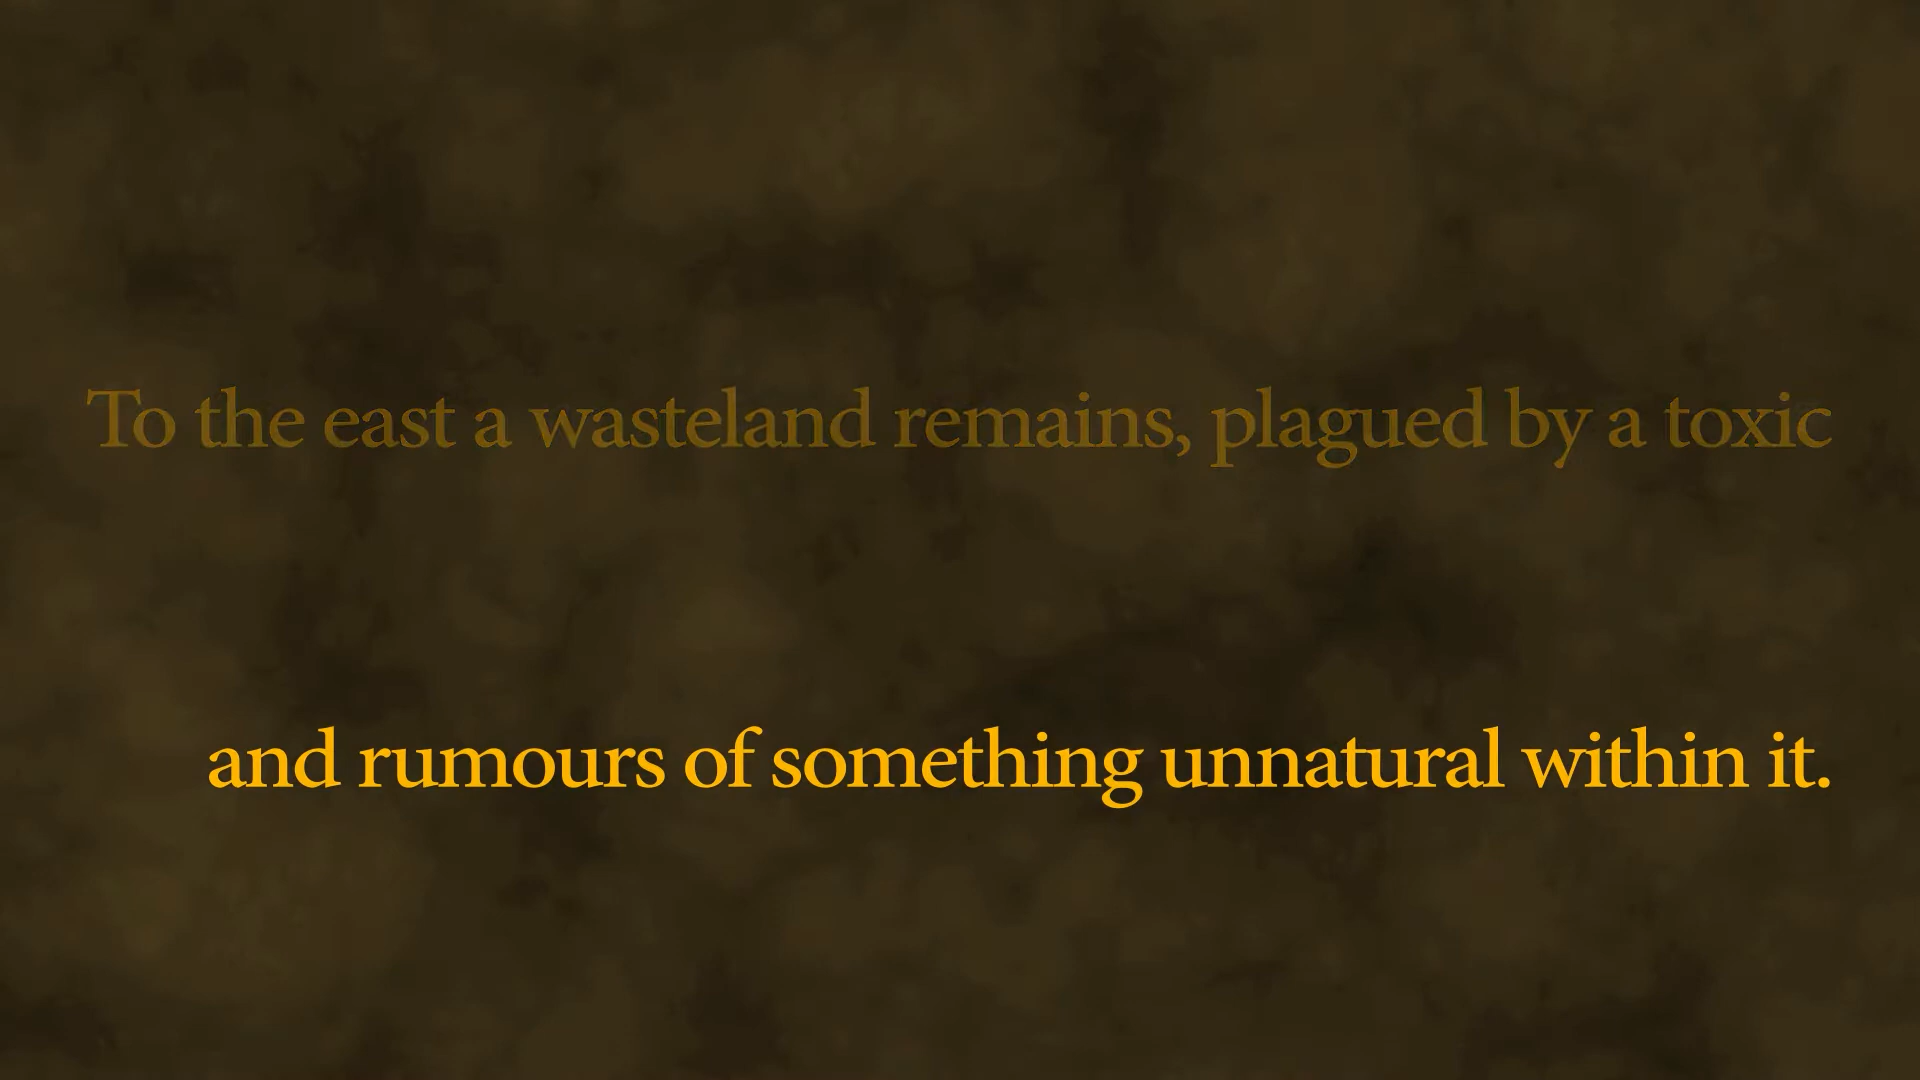 To the east a wasteland remains, plagued by a toxic
and rumours of something unnatural within it.